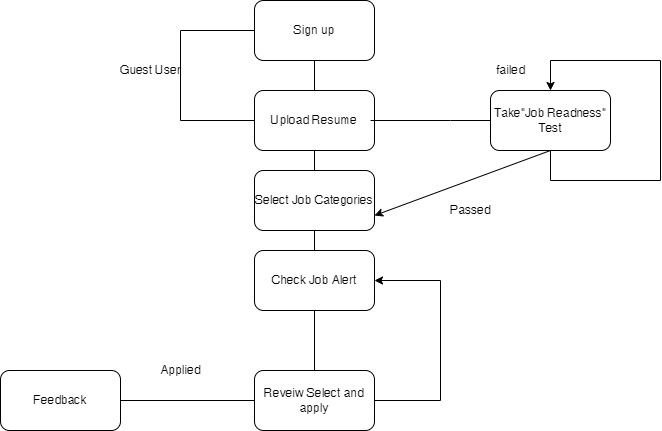 Sign up
Guest User
failed
Upload Resume
Take"Job Readness"
Test
Select Job Categories
Passed
Check Job Alert
Applied
Feedback
Reveiw Select and
apply